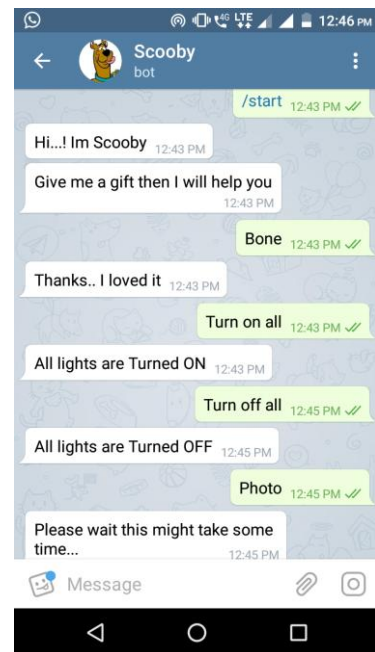 4G LTE 12:46 PM
Scooby
bot
/start 12:43 PM
Hi...! Im Scooby 12:43 PM
Give me a gift then I will help you
12:43 PM
Bone 12:43 PM
Thanks.. I loved it 12:43 PM
Turn on all 12:43 PM
All lights are Turned ON 12:43 PM
Turn off all 12:45 PM
All lights are Turned OFF 12:45 PM
Photo 12:45 PM
Please wait this might take some
time... 12:45 PM
Message